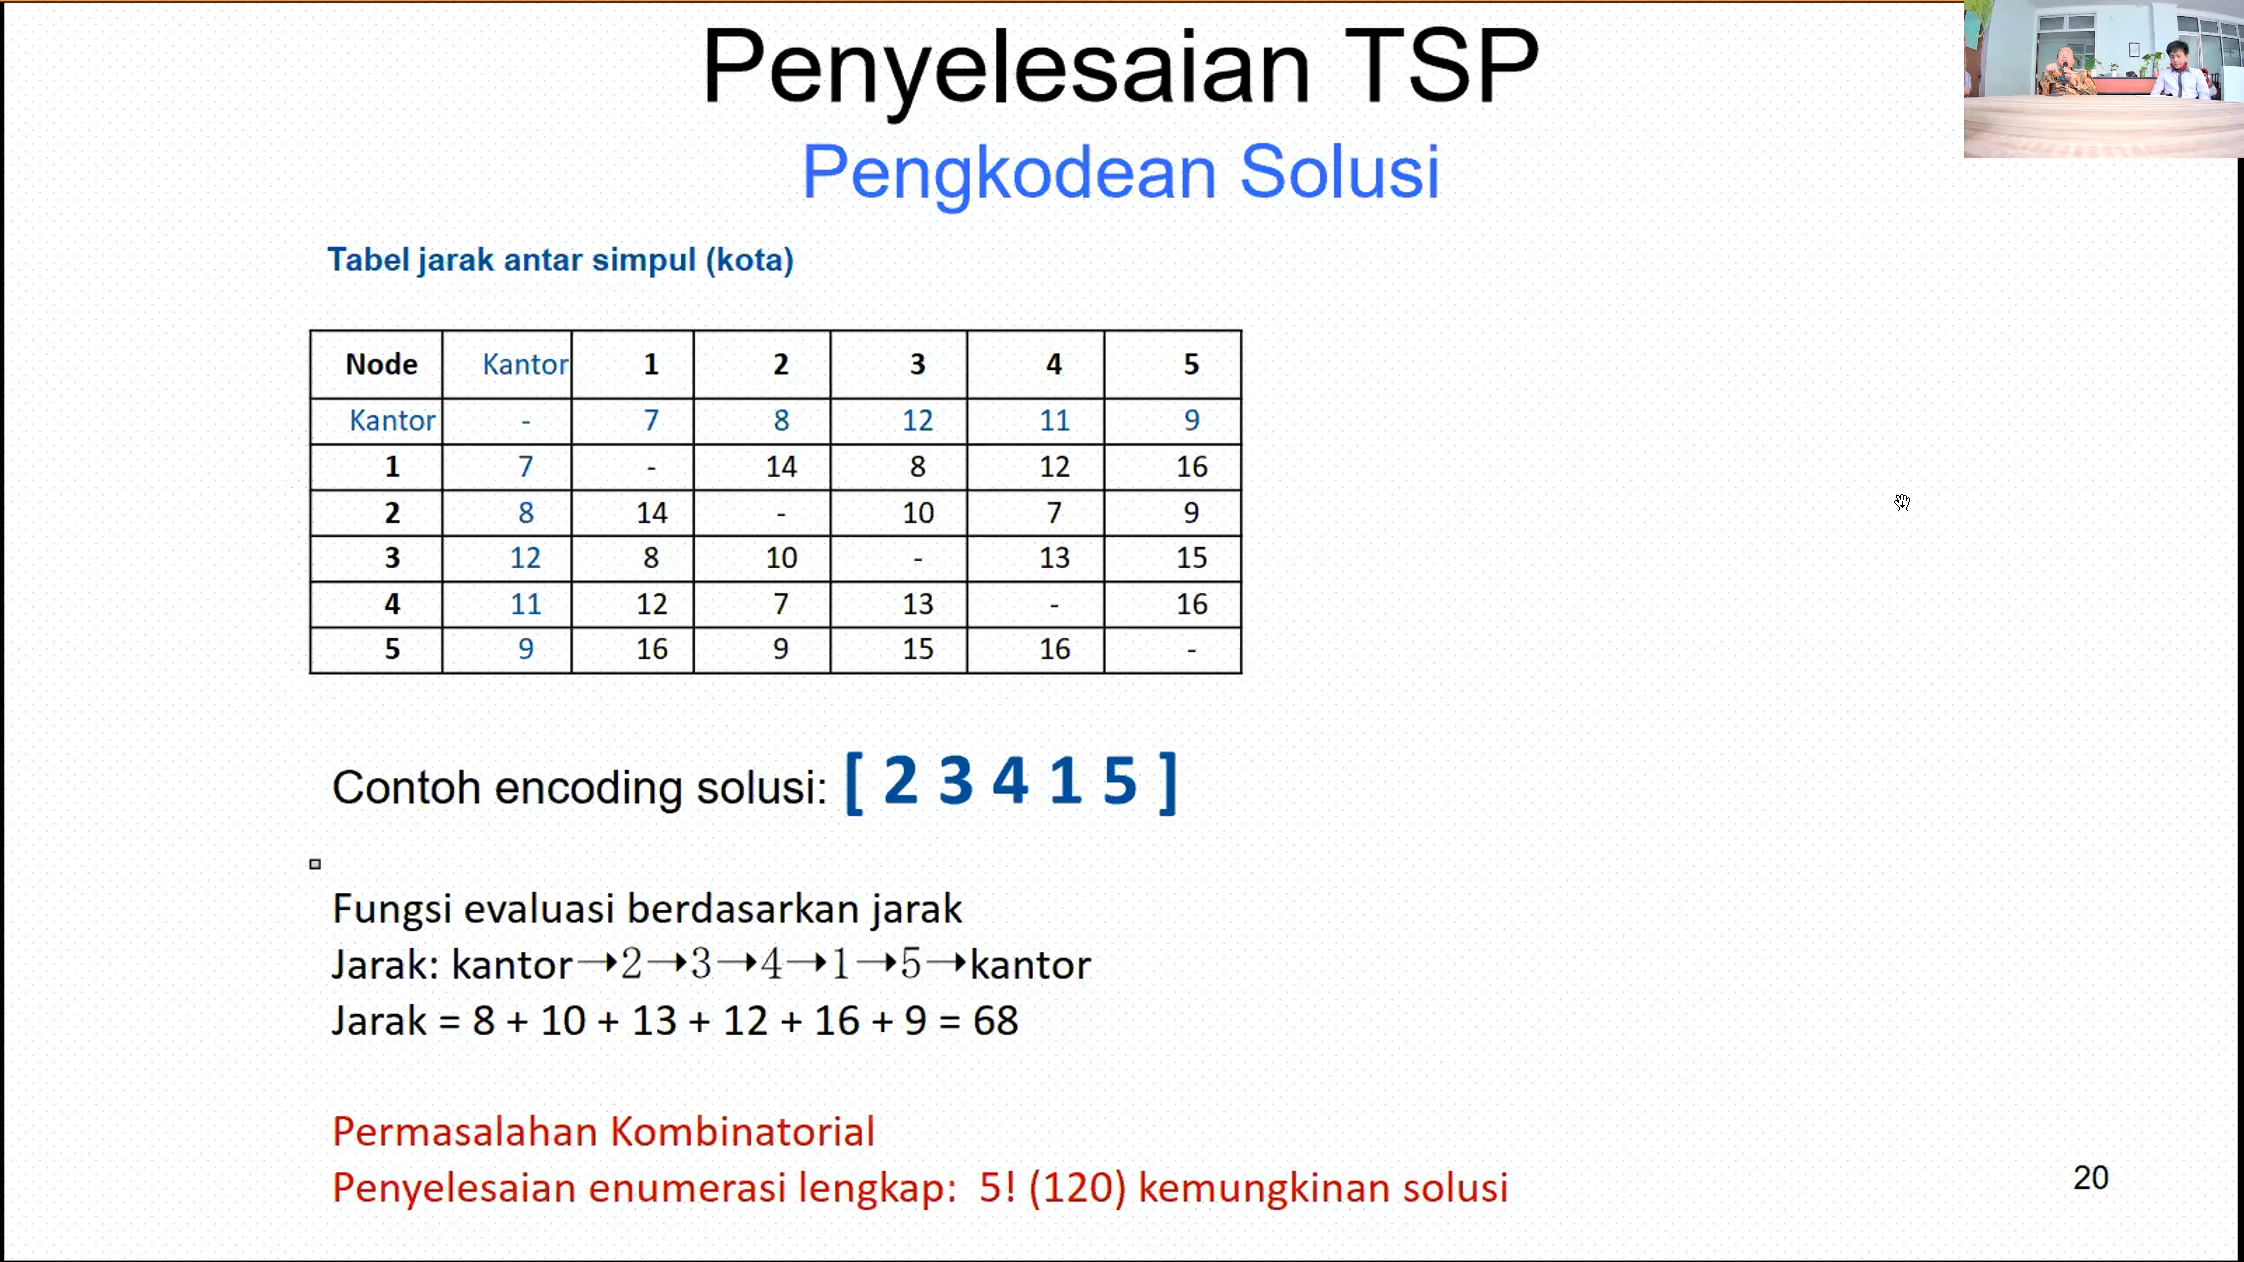 Penyelesaian TSP
Pengkodean Solusi
Tabel jarak antar simpul (kota)
Node Kantor 1 2 3 4 5
Kantor - 7 8 12 11 9
1 7 - 14 8 12 16
2 8 14 - 10 7 9
3 12 8 10 - 13 15
4 11 12 7 13 - 16
5 9 16 9 15 16 -
Contoh encoding solusi: [ 2 3 4 1 5 ]
Fungsi evaluasi berdasarkan jarak
Jarak: kantor→2→3→4→1→5→kantor
Jarak = 8 + 10 + 13 + 12 + 16 + 9 = 68
Permasalahan Kombinatorial
Penyelesaian enumerasi lengkap: 5! (120) kemungkinan solusi
20